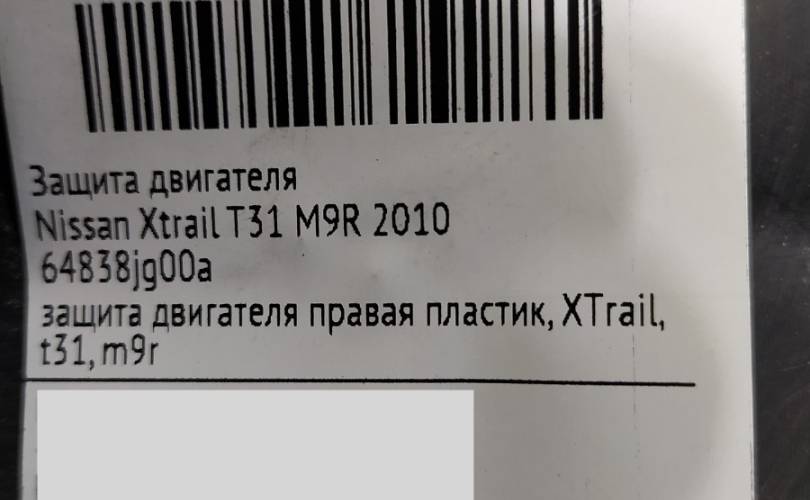 Защита двигателя
Nissan Xtrail T31 M9R 2010
64838jg00a
защита двигателя правая пластик, XTrail,
t31, m9r